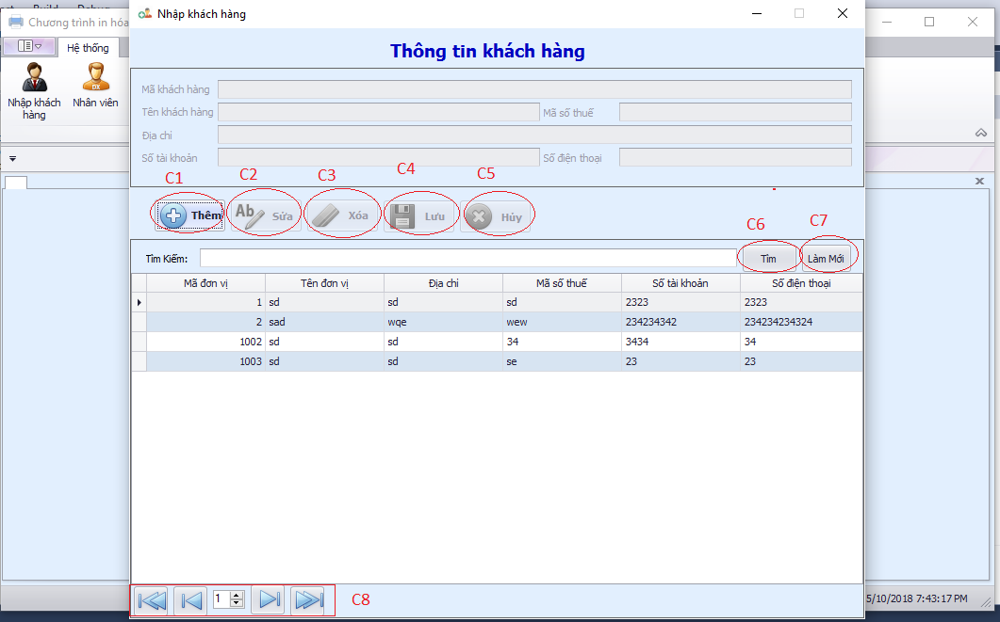 Nhập khách hàng
Chương trình in hóa
Hệ thống
Nhập khách hàng
Nhân viên
Thông tin khách hàng
Mã khách hàng
Tên khách hàng
Mã số thuế
Địa chỉ
Số tài khoản
Số điện thoại
C1 C2 C3 C4 C5
Thêm
Ab Sửa
Xóa
Lưu
Hủy
C6 C7
Tìm Kiếm:
Tìm
Làm Mới
Mã đơn vị Tên đơn vị Địa chỉ Mã số thuế Số tài khoản Số điện thoại
1 sd sd sd 2323 2323
2 sad wqe wew 234234342 234234234324
1002 sd sd 34 3434 34
1003 sd sd se 23 23
1
C8
5/10/2018 7:43:17 PM